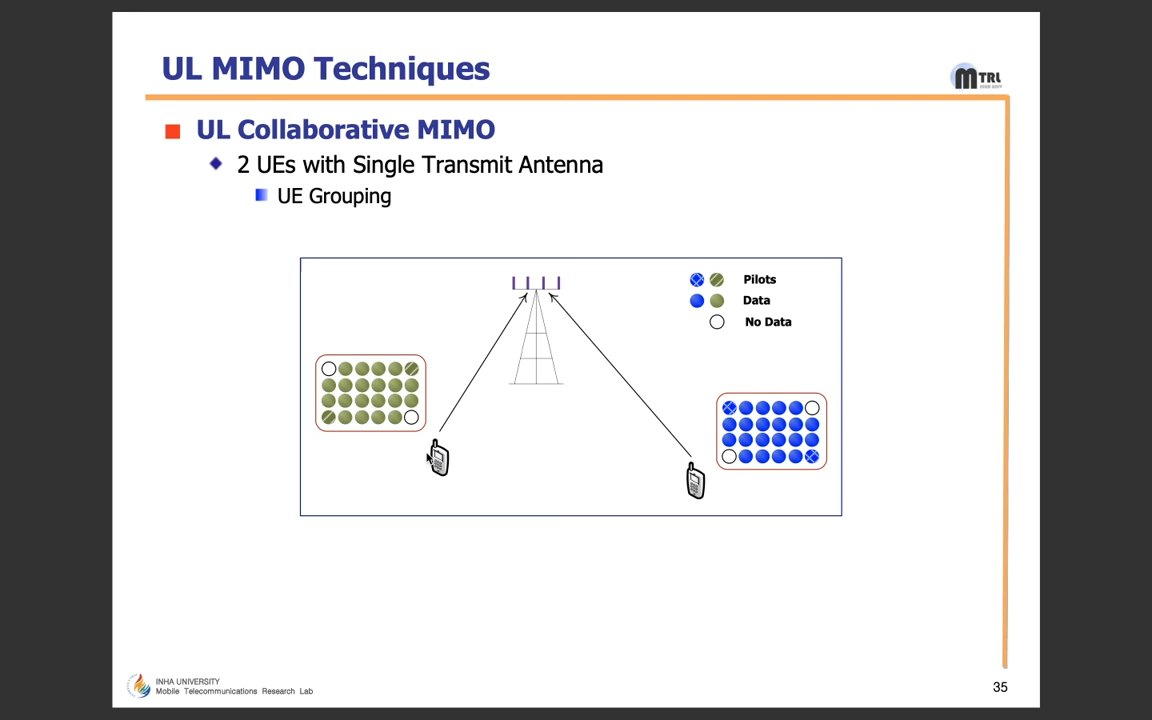 UL MIMO Techniques
M TRL
UL Collaborative MIMO
2 UEs with Single Transmit Antenna
UE Grouping
Pilots
Data
No Data
INHA UNIVERSITY
Mobile Telecommunications Research Lab
35